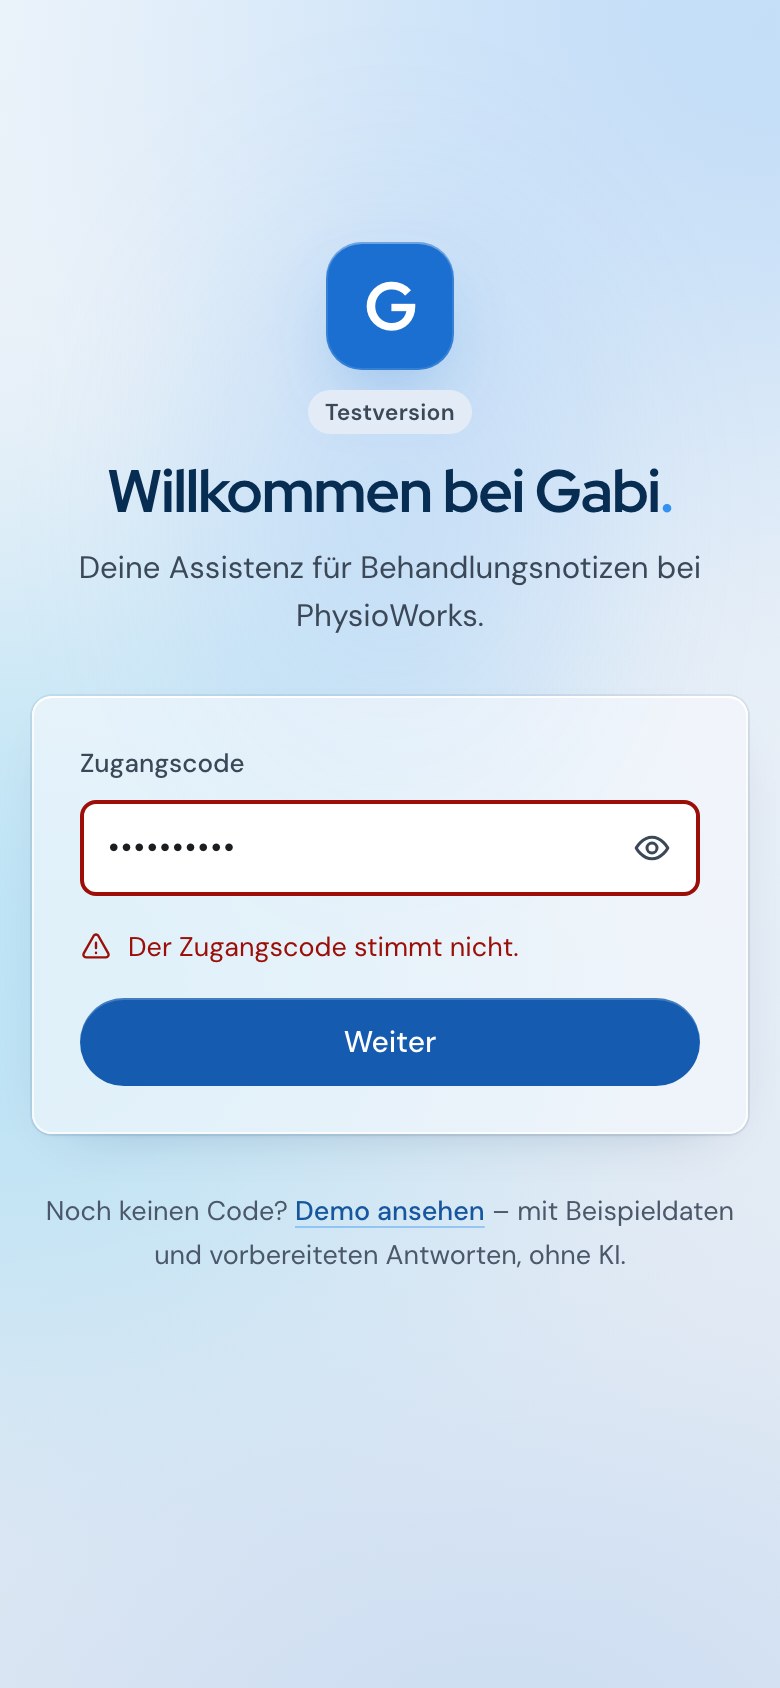 G
Testversion
Willkommen bei Gabi.
Deine Assistenz für Behandlungsnotizen bei
PhysioWorks.
Zugangscode
••••••••••
Der Zugangscode stimmt nicht.
Weiter
Noch keinen Code? Demo ansehen – mit Beispieldaten
und vorbereiteten Antworten, ohne KI.